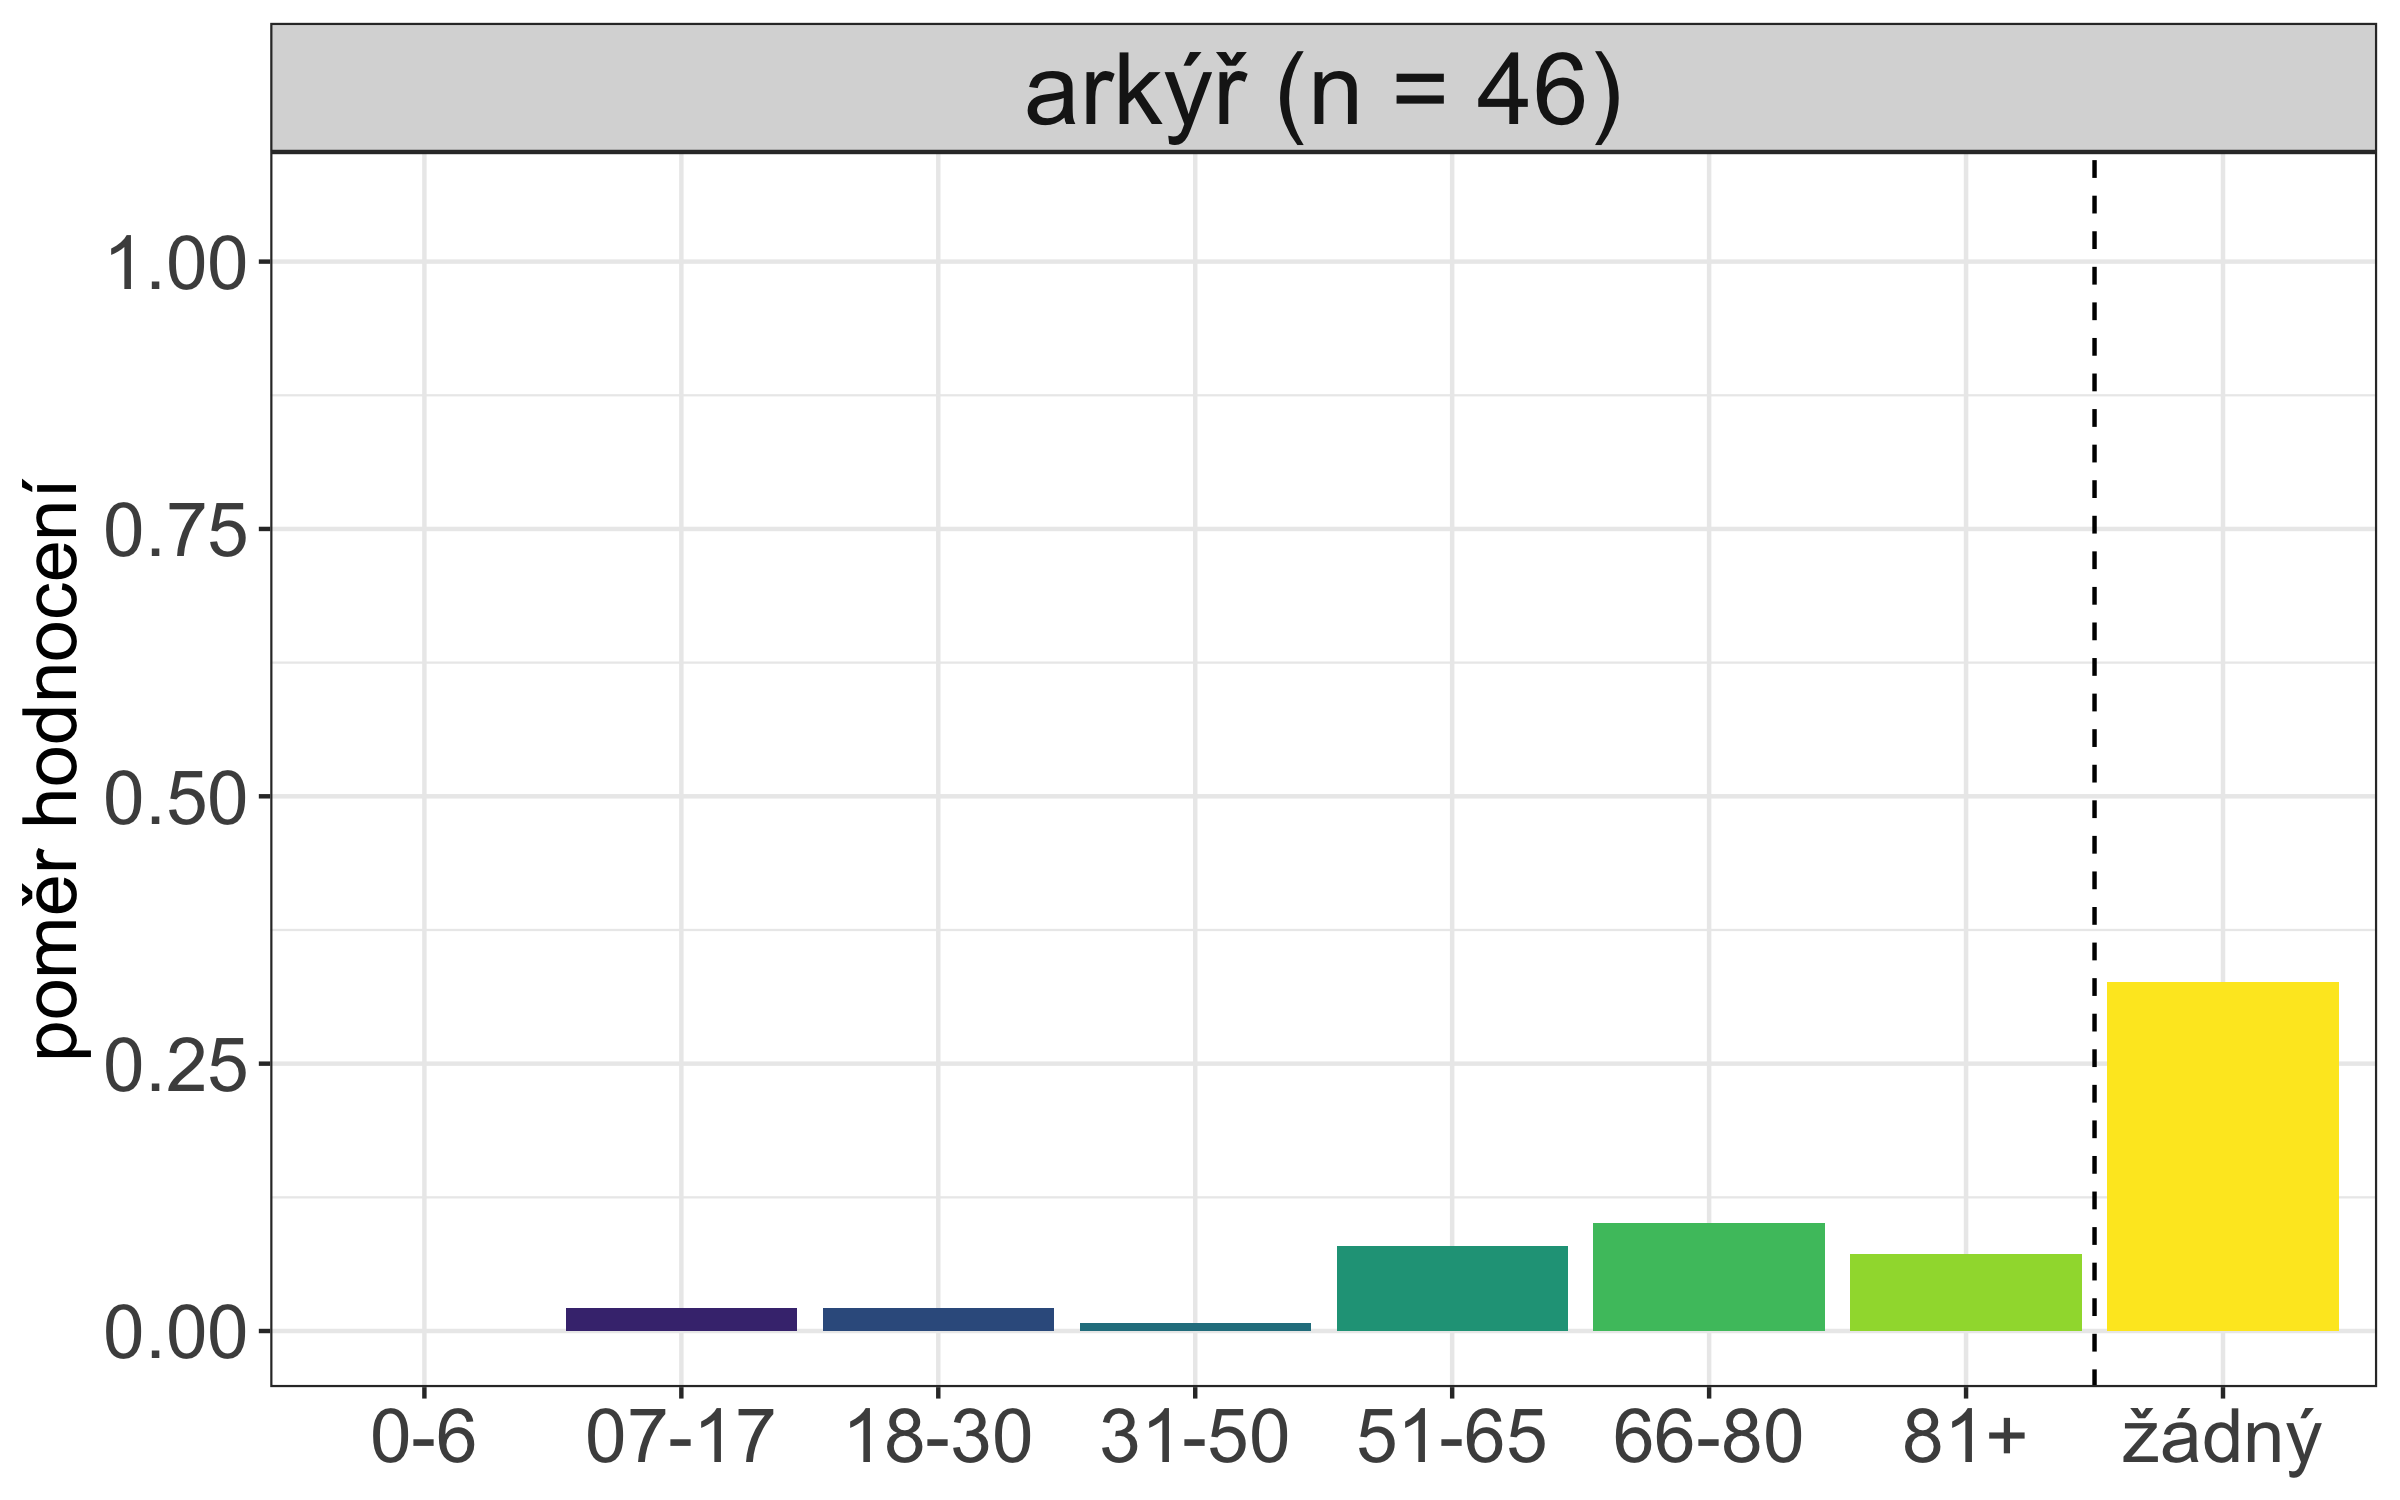 arkýř (n = 46)
poměr hodnocení
1.00
0.75
0.50
0.25
0.00
0-6 07-17 18-30 31-50 51-65 66-80 81+ žádný